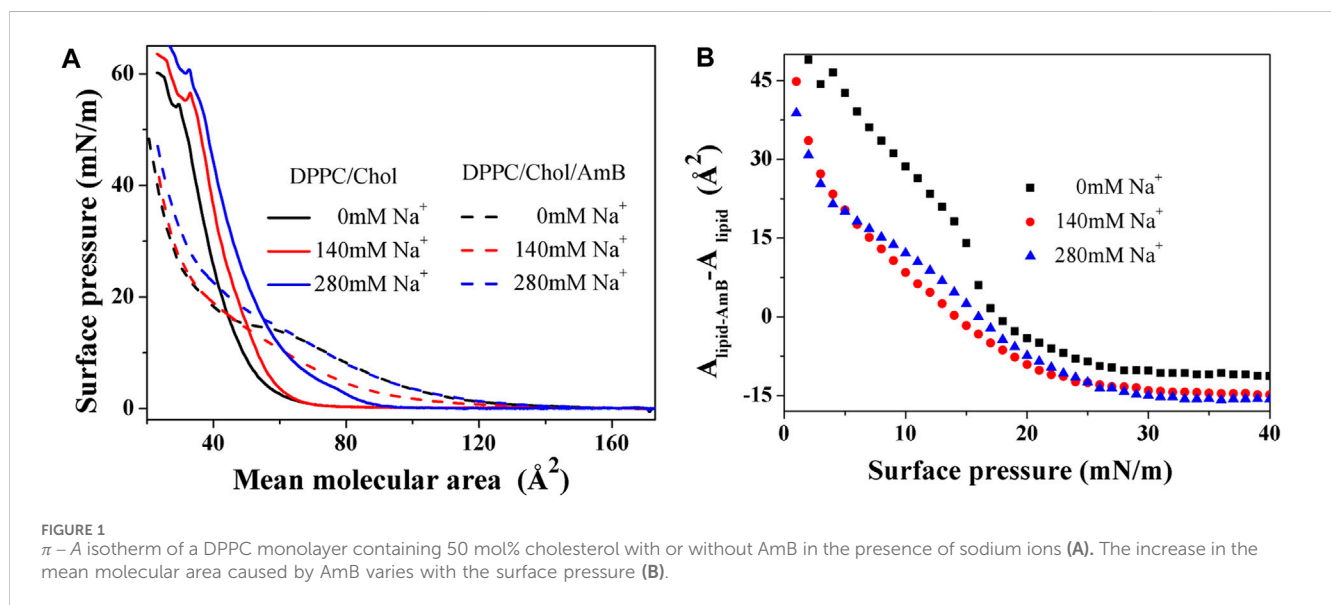 A
60
40
20
0
Surface pressure (mN/m)
DPPC/Chol
DPPC/Chol/AmB
0mM Na⁺
0mM Na⁺
140mM Na⁺
140mM Na⁺
280mM Na⁺
280mM Na⁺
40
80
120
160
Mean molecular area (Å²)
B
45
30
15
0
-15
A lipid-AmB-A lipid (Å²)
0mM Na⁺
140mM Na⁺
280mM Na⁺
0
10
20
30
40
Surface pressure (mN/m)
FIGURE 1
π – A isotherm of a DPPC monolayer containing 50 mol% cholesterol with or without AmB in the presence of sodium ions (A). The increase in the
mean molecular area caused by AmB varies with the surface pressure (B).